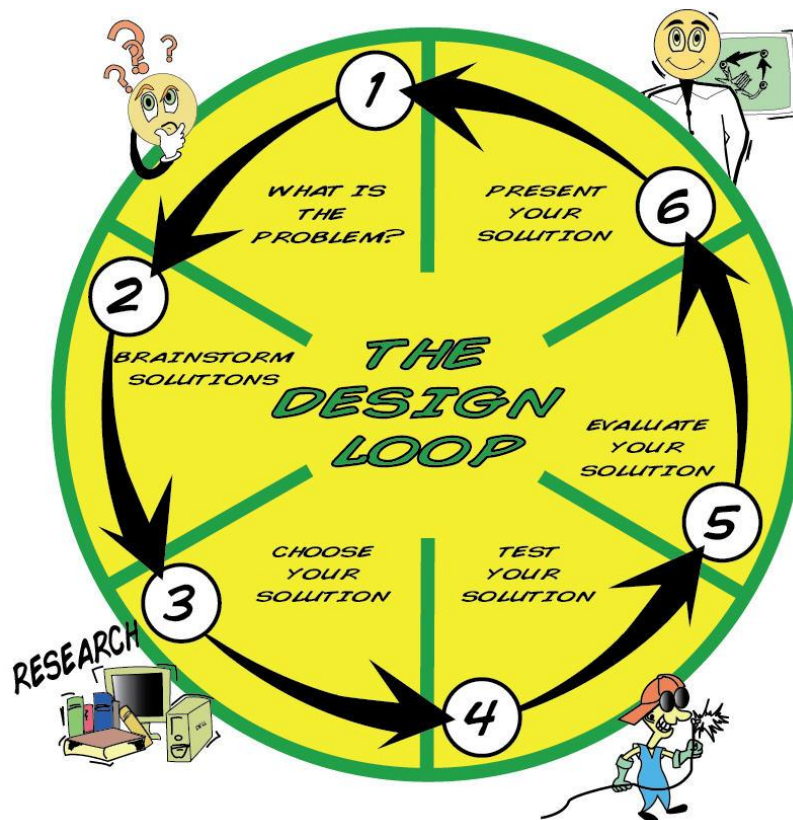 THE
DESIGN
LOOP
1
WHAT IS
THE
PROBLEM?
2
BRAINSTORM
SOLUTIONS
3
CHOOSE
YOUR
SOLUTION
RESEARCH
4
TEST
YOUR
SOLUTION
5
EVALUATE
YOUR
SOLUTION
6
PRESENT
YOUR
SOLUTION
? ? ? ?